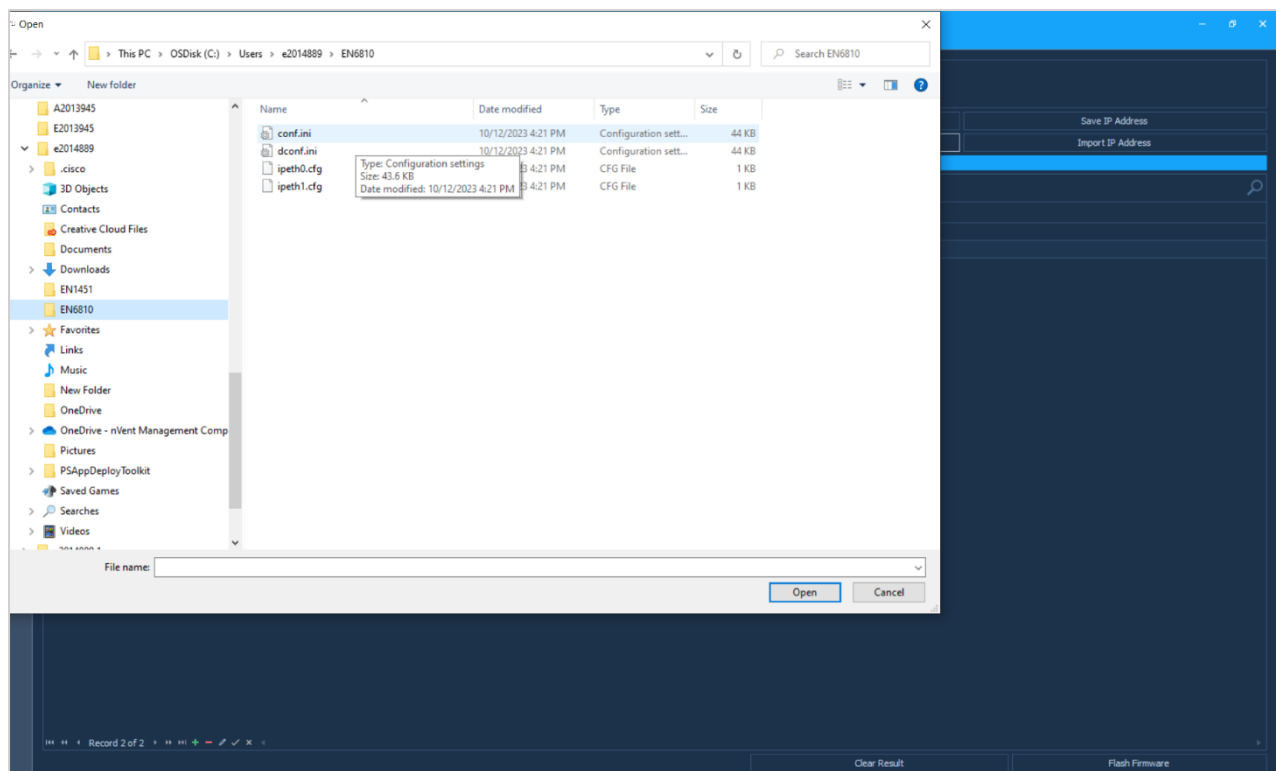 Open
This PC > OSDisk (C:) > Users > e2014889 > EN6810
Search EN6810
Organize
New folder
A2013945
E2013945
e2014889
.cisco
3D Objects
Contacts
Creative Cloud Files
Documents
Downloads
EN1451
EN6810
Favorites
Links
Music
New Folder
OneDrive
OneDrive - nVent Management Comp
Pictures
PSAppDeployToolkit
Saved Games
Searches
Videos
Name Date modified Type Size
conf.ini 10/12/2023 4:21 PM Configuration sett... 44 KB
dconf.ini 10/12/2023 4:21 PM Configuration sett... 44 KB
ipeth0.cfg 3 4:21 PM CFG File 1 KB
ipeth1.cfg 3 4:21 PM CFG File 1 KB
Type: Configuration settings
Size: 43.6 KB
Date modified: 10/12/2023 4:21 PM
File name:
Open
Cancel
Save IP Address
Import IP Address
Record 2 of 2
Clear Result
Flash Firmware